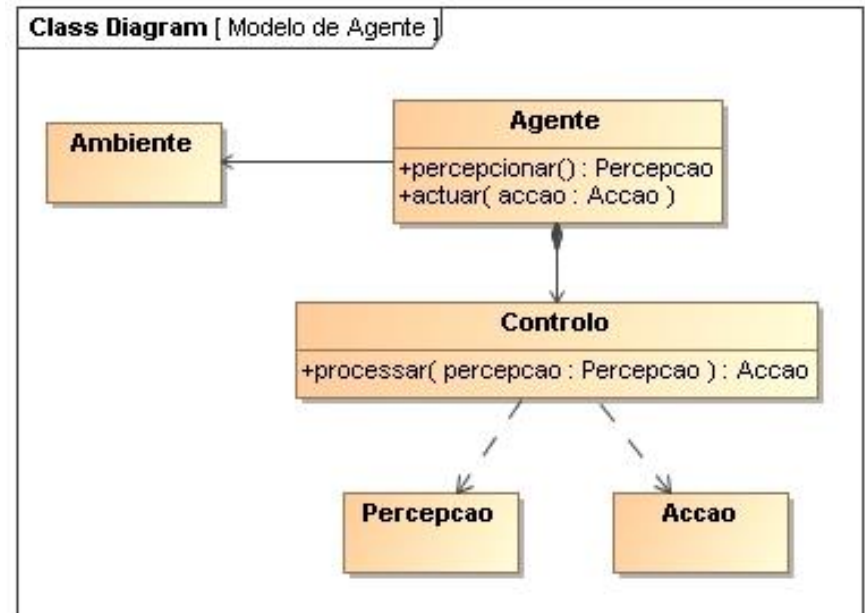 Class Diagram [ Modelo de Agente ]
Ambiente
Agente
+percepcionar() : Percepcao
+actuar( accao : Accao )
Controlo
+processar( percepcao : Percepcao ) : Accao
Percepcao
Accao